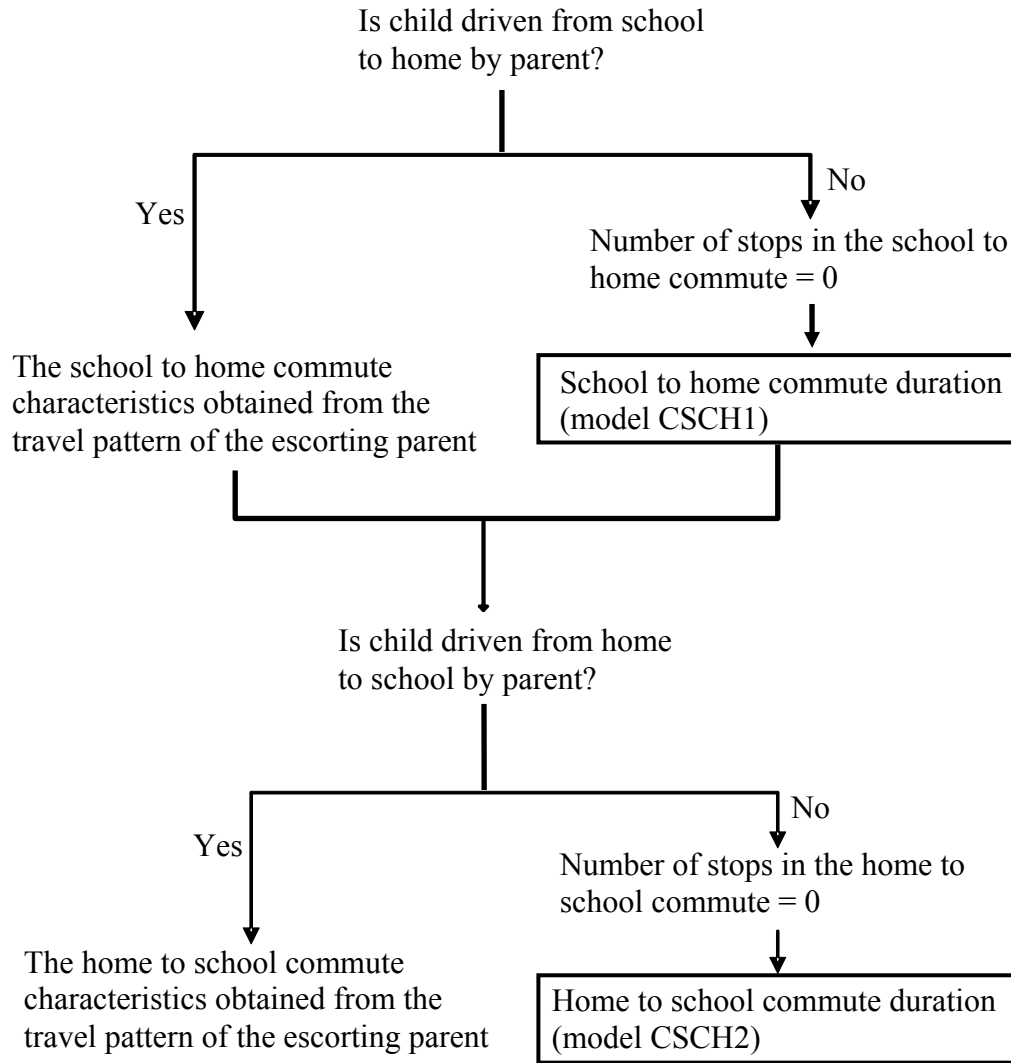 Is child driven from school
to home by parent?
Yes
No
Number of stops in the school to
home commute = 0
The school to home commute
characteristics obtained from the
travel pattern of the escorting parent
School to home commute duration
(model CSCH1)
Is child driven from home
to school by parent?
Yes
No
Number of stops in the home to
school commute = 0
The home to school commute
characteristics obtained from the
travel pattern of the escorting parent
Home to school commute duration
(model CSCH2)